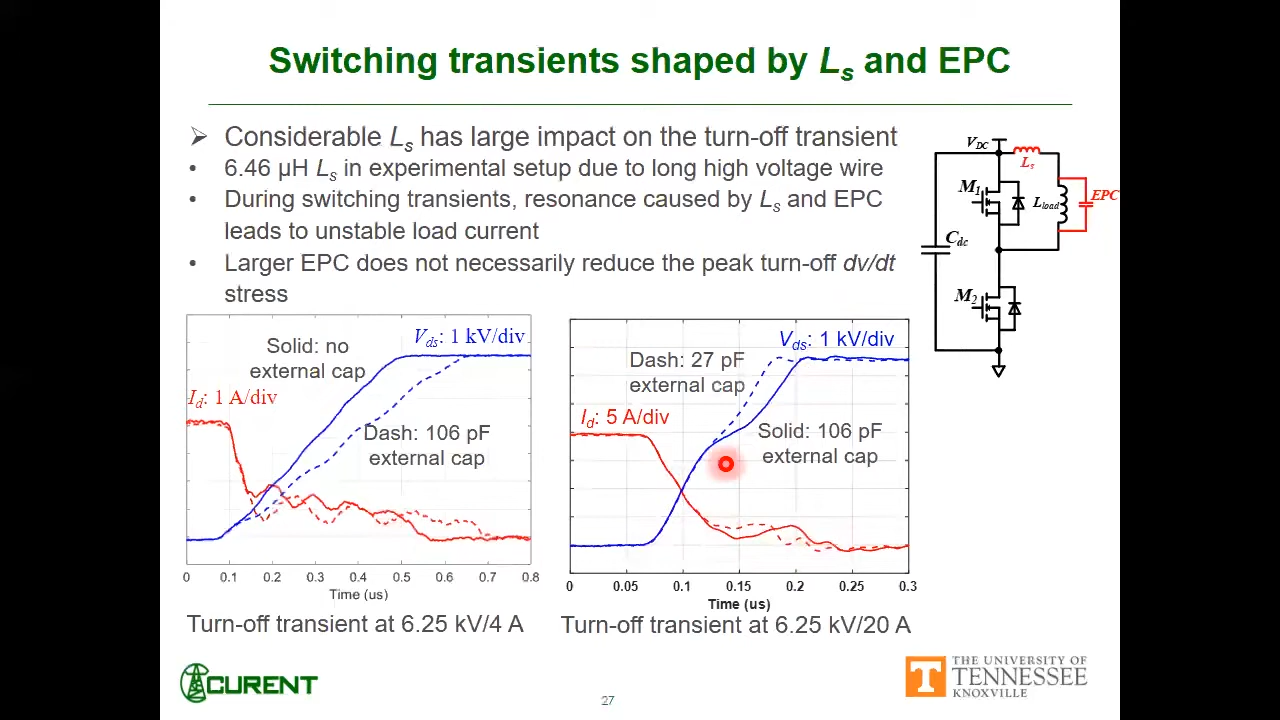 Switching transients shaped by Ls and EPC
➢ Considerable Ls has large impact on the turn-off transient
• 6.46 µH Ls in experimental setup due to long high voltage wire
• During switching transients, resonance caused by Ls and EPC
leads to unstable load current
• Larger EPC does not necessarily reduce the peak turn-off dv/dt
stress
VDC
Ls
M1
Lload
EPC
Cdc
M2
Solid: no
external cap
Vds: 1 kV/div
Id: 1 A/div
Dash: 106 pF
external cap
0 0.1 0.2 0.3 0.4 0.5 0.6 0.7 0.8
Time (us)
Turn-off transient at 6.25 kV/4 A
Vds: 1 kV/div
Dash: 27 pF
external cap
Id: 5 A/div
Solid: 106 pF
external cap
0 0.05 0.1 0.15 0.2 0.25 0.3
Time (us)
Turn-off transient at 6.25 kV/20 A
CURENT
27
T
THE UNIVERSITY OF
TENNESSEE
KNOXVILLE